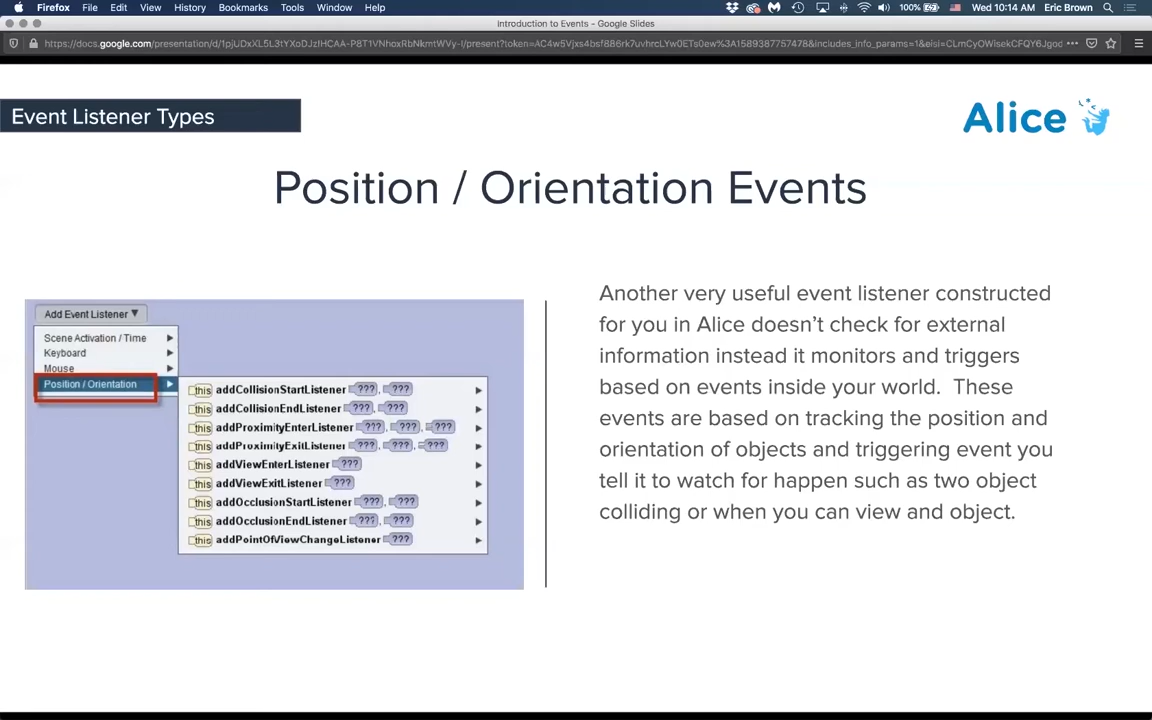 Firefox File Edit View History Bookmarks Tools Window Help 100% Wed 10:14 AM Eric Brown
Introduction to Events - Google Slides
Event Listener Types
Alice
Position / Orientation Events
Add Event Listener
Scene Activation / Time
Keyboard
Mouse
Position / Orientation
this addCollisionStartListener ???, ???
this addCollisionEndListener ???, ???
this addProximityEnterListener ???, ???, ???
this addProximityExitListener ???, ???, ???
this addViewEnterListener ???
this addViewExitListener ???
this addOcclusionStartListener ???, ???
this addOcclusionEndListener ???, ???
this addPointOfViewChangeListener ???
Another very useful event listener constructed
for you in Alice doesn’t check for external
information instead it monitors and triggers
based on events inside your world. These
events are based on tracking the position and
orientation of objects and triggering event you
tell it to watch for happen such as two object
colliding or when you can view and object.